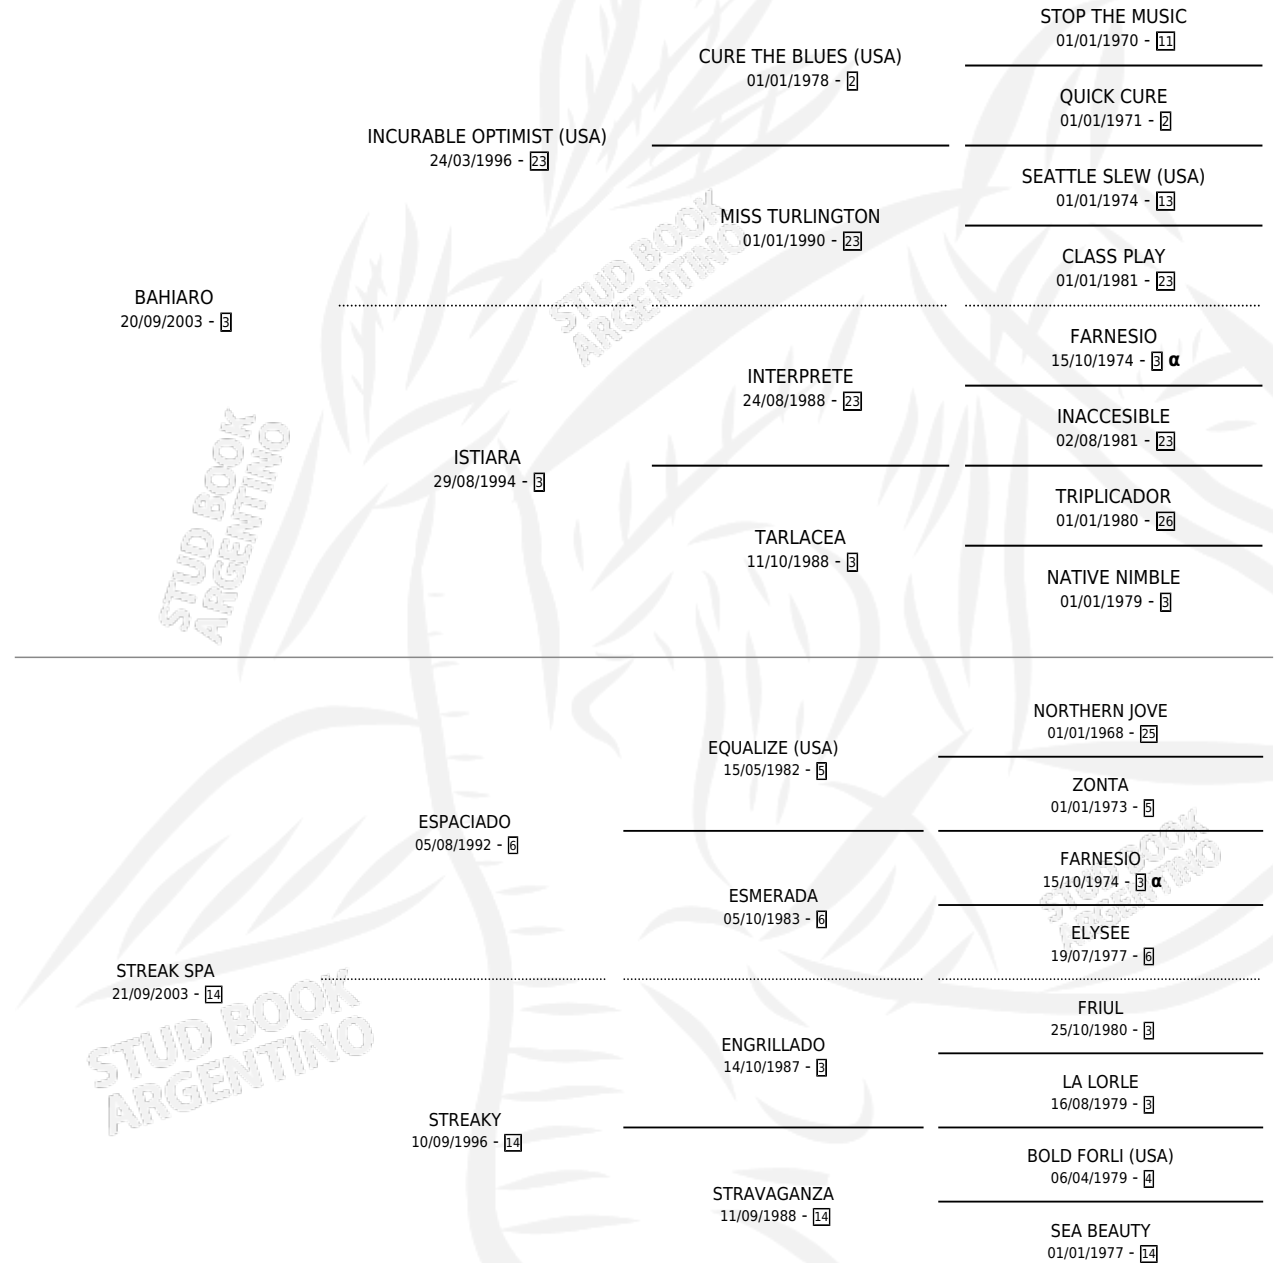 STOP THE MUSIC
01/01/1970 - 11
CURE THE BLUES (USA)
01/01/1978 - 2
QUICK CURE
01/01/1971 - 2
INCURABLE OPTIMIST (USA)
24/03/1996 - 23
SEATTLE SLEW (USA)
01/01/1974 - 13
MISS TURLINGTON
01/01/1990 - 23
CLASS PLAY
01/01/1981 - 23
BAHIARO
20/09/2003 - 3
FARNESIO
15/10/1974 - 3 α
INTERPRETE
24/08/1988 - 23
INACCESIBLE
02/08/1981 - 23
ISTIARA
29/08/1994 - 3
TRIPLICADOR
01/01/1980 - 26
TARLACEA
11/10/1988 - 3
NATIVE NIMBLE
01/01/1979 - 3
NORTHERN JOVE
01/01/1968 - 25
EQUALIZE (USA)
15/05/1982 - 5
ZONTA
01/01/1973 - 5
ESPACIADO
05/08/1992 - 6
FARNESIO
15/10/1974 - 3 α
ESMERADA
05/10/1983 - 6
ELYSEE
19/07/1977 - 6
STREAK SPA
21/09/2003 - 14
FRIUL
25/10/1980 - 3
ENGRILLADO
14/10/1987 - 3
LA LORLE
16/08/1979 - 3
STREAKY
10/09/1996 - 14
BOLD FORLI (USA)
06/04/1979 - 4
STRAVAGANZA
11/09/1988 - 14
SEA BEAUTY
01/01/1977 - 14
STUD BOOK
ARGENTINO
STUD BOOK
ARGENTINO
STUD BOOK
ARGENTINO
STUD BOOK
ARGENTINO